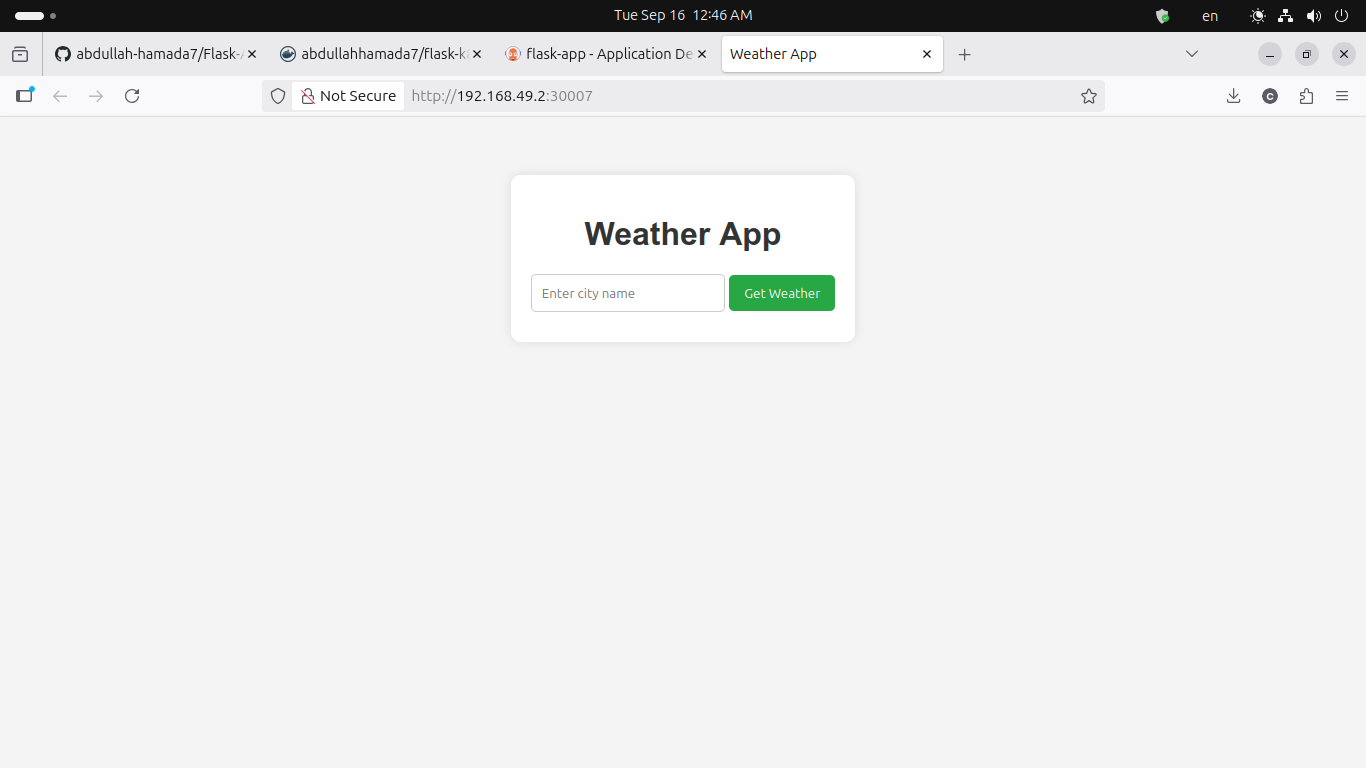 Tue Sep 16 12:46 AM
en
abdullah-hamada7/Flask-
abdullahhamada7/flask-k
flask-app - Application De
Weather App
Not Secure
http://192.168.49.2:30007
C
Weather App
Enter city name
Get Weather